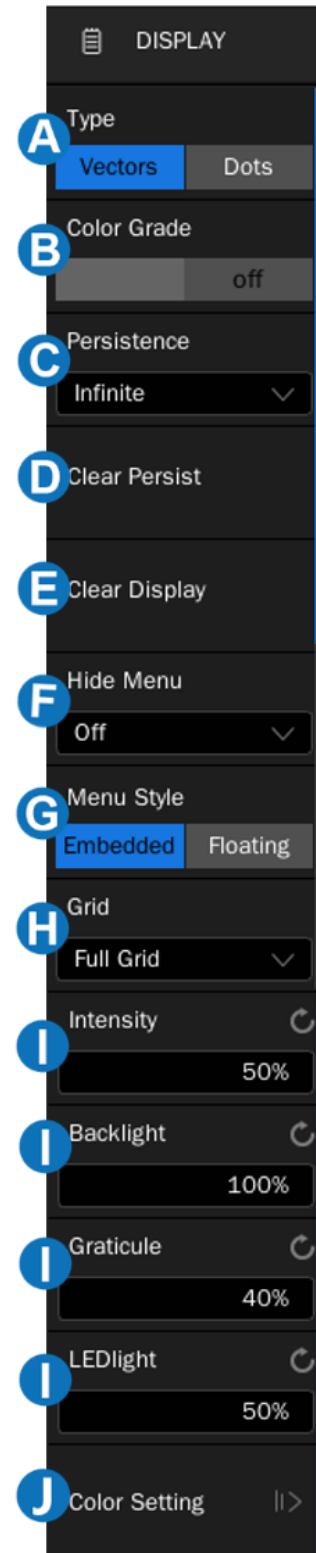 DISPLAY
Type
A
Vectors Dots
Color Grade
B
off
Persistence
C
Infinite
D Clear Persist
E Clear Display
Hide Menu
F
Off
Menu Style
G
Embedded Floating
Grid
H
Full Grid
Intensity
I
50%
Backlight
I
100%
Graticule
I
40%
LEDlight
I
50%
J Color Setting